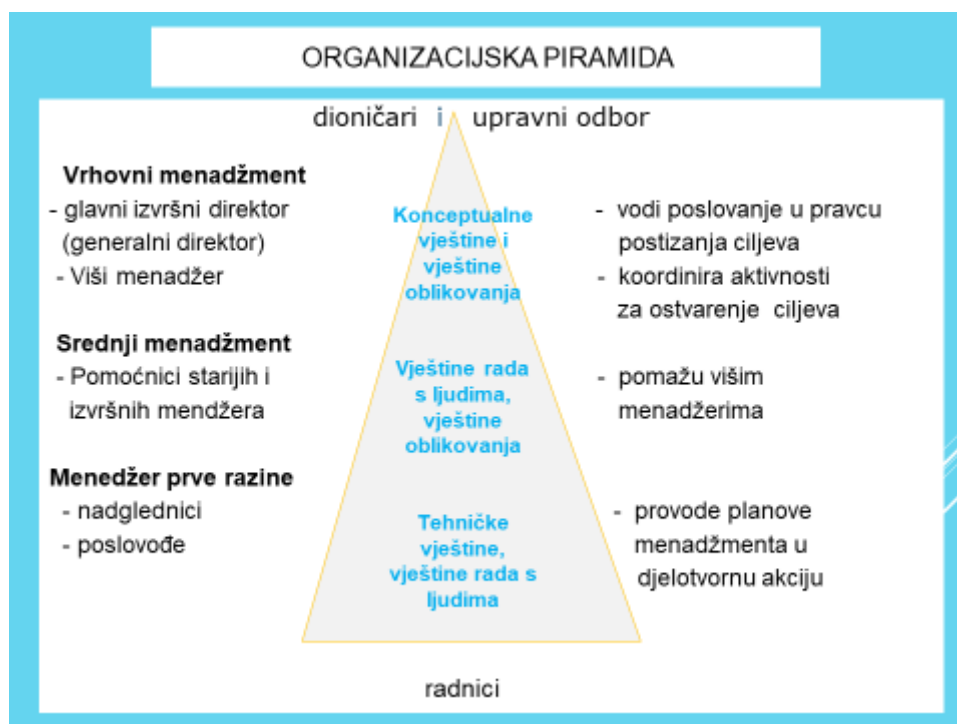 ORGANIZACIJSKA PIRAMIDA
dioničari i upravni odbor
Vrhovni menadžment
- glavni izvršni direktor
(generalni direktor)
- Viši menadžer
Konceptualne
vještine i
vještine
oblikovanja
- vodi poslovanje u pravcu
postizanja ciljeva
- koordinira aktivnosti
za ostvarenje ciljeva
Srednji menadžment
- Pomoćnici starijih i
izvršnih mendžera
Vještine rada
s ljudima,
vještine
oblikovanja
- pomažu višim
menadžerima
Menedžer prve razine
- nadglednici
- poslovođe
Tehničke
vještine,
vještine rada s
ljudima
- provode planove
menadžmenta u
djelotvornu akciju
radnici